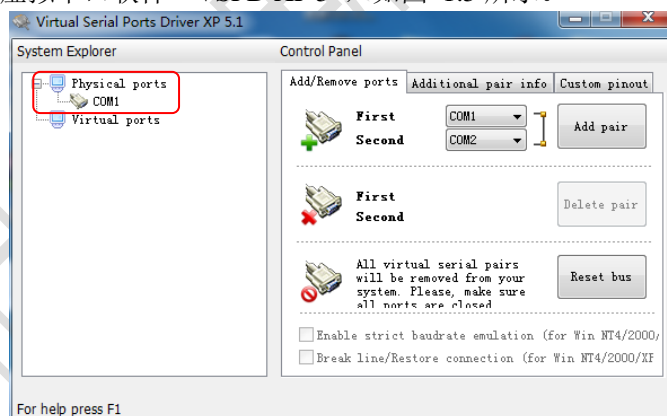 Virtual Serial Ports Driver XP 5.1
System Explorer
Control Panel
Physical ports
COM1
Virtual ports
Add/Remove ports
Additional pair info
Custom pinout
First
COM1
Second
COM2
Add pair
First
Second
Delete pair
All virtual serial pairs
will be removed from your
system. Please, make sure
all ports are closed
Reset bus
Enable strict baudrate emulation (for Win NT4/2000/
Break line/Restore connection (for Win NT4/2000/XP
For help press F1